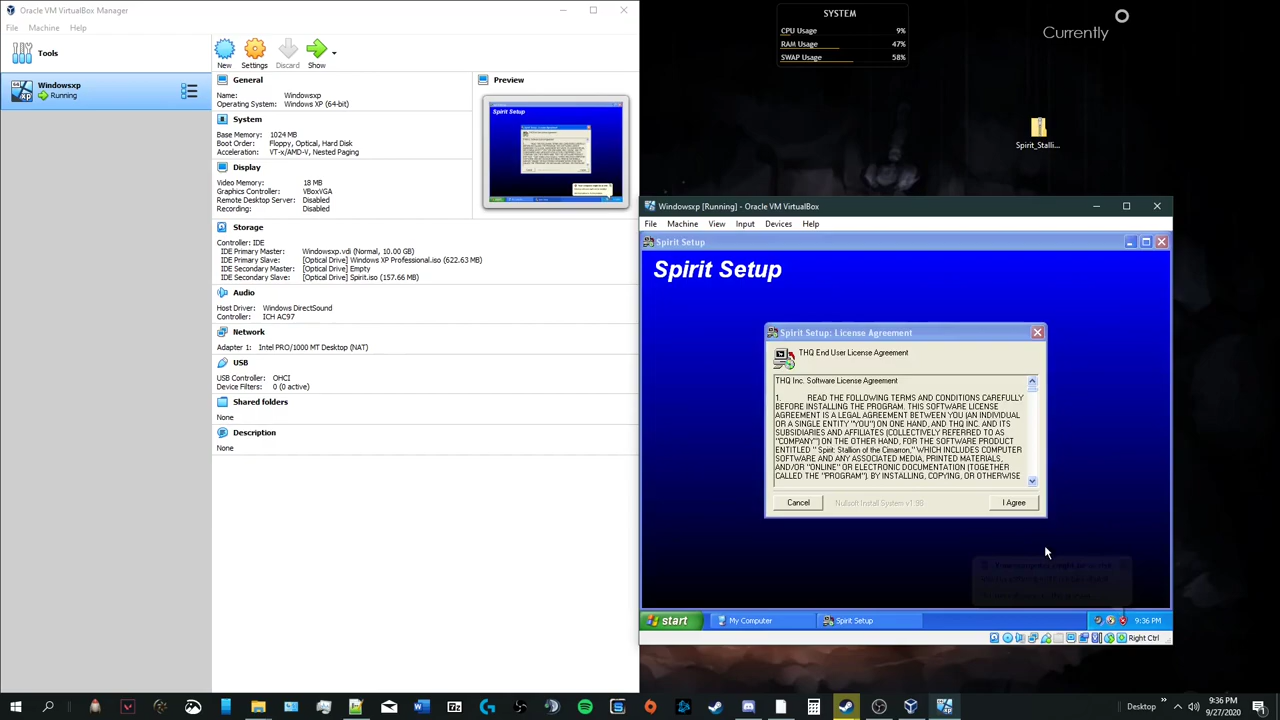 Oracle VM VirtualBox Manager
File Machine Help
Tools
Windowsxp
Running
New Settings Discard Show
General
Name: Windowsxp
Operating System: Windows XP (64-bit)
System
Base Memory: 1024 MB
Boot Order: Floppy, Optical, Hard Disk
Acceleration: VT-x/AMD-V, Nested Paging
Display
Video Memory: 18 MB
Graphics Controller: VBoxVGA
Remote Desktop Server: Disabled
Recording: Disabled
Storage
Controller: IDE
IDE Primary Master: Windowsxp.vdi (Normal, 10.00 GB)
IDE Primary Slave: [Optical Drive] Windows XP Professional.iso (622.63 MB)
IDE Secondary Master: [Optical Drive] Empty
IDE Secondary Slave: [Optical Drive] Spirit.iso (157.66 MB)
Audio
Host Driver: Windows DirectSound
Controller: ICH AC97
Network
Adapter 1: Intel PRO/1000 MT Desktop (NAT)
USB
USB Controller: OHCI
Device Filters: 0 (0 active)
Shared folders
None
Description
None
Preview
Spirit Setup
SYSTEM
CPU Usage 9%
RAM Usage 47%
SWAP Usage 58%
Currently
Spirit_Stalli...
Windowsxp [Running] - Oracle VM VirtualBox
File Machine View Input Devices Help
Spirit Setup
Spirit Setup
Spirit Setup: License Agreement
THQ End User License Agreement
THQ Inc. Software License Agreement
1. READ THE FOLLOWING TERMS AND CONDITIONS CAREFULLY
BEFORE INSTALLING THE PROGRAM. THIS SOFTWARE LICENSE
AGREEMENT IS A LEGAL AGREEMENT BETWEEN YOU (AN INDIVIDUAL
OR A SINGLE ENTITY "YOU") ON ONE HAND, AND THQ INC. AND ITS
SUBSIDIARIES AND AFFILIATES (COLLECTIVELY REFERRED TO AS
"COMPANY") ON THE OTHER HAND, FOR THE SOFTWARE PRODUCT
ENTITLED " Spirit: Stallion of the Cimarron," WHICH INCLUDES COMPUTER
SOFTWARE AND ANY ASSOCIATED MEDIA, PRINTED MATERIALS,
AND/OR "ONLINE" OR ELECTRONIC DOCUMENTATION (TOGETHER
CALLED THE "PROGRAM"). BY INSTALLING, COPYING, OR OTHERWISE
Cancel Nullsoft Install System v1.98 I Agree
start My Computer Spirit Setup 9:36 PM
Right Ctrl
Desktop 9:36 PM
9/27/2020